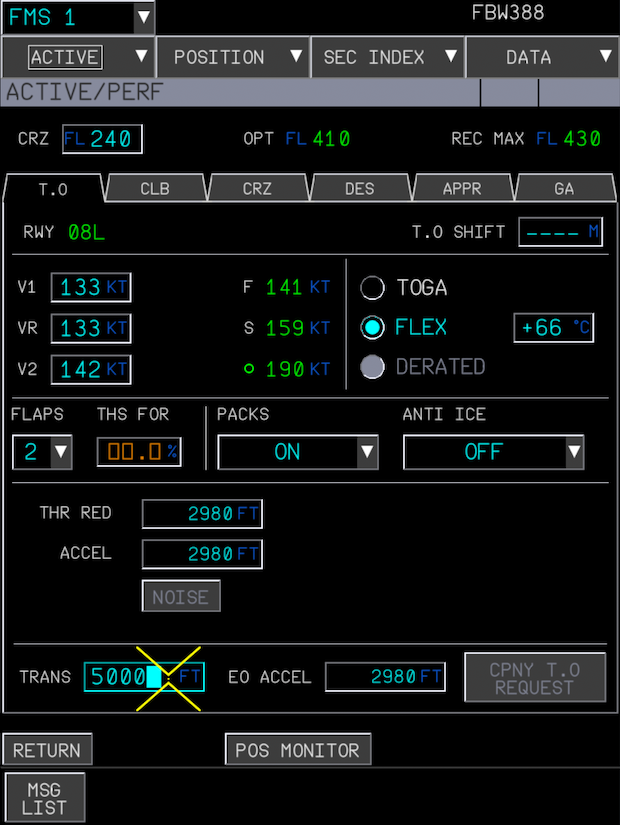 FMS 1 FBW388
ACTIVE POSITION SEC INDEX DATA
ACTIVE/PERF
CRZ FL 240 OPT FL 410 REC MAX FL 430
T.O CLB CRZ DES APPR GA
RWY 08L T.O SHIFT ---- M
V1 133 KT F 141 KT TOGA
VR 133 KT S 159 KT FLEX +66 °C
V2 142 KT O 190 KT DERATED
FLAPS THS FOR PACKS ANTI ICE
2 ▯▯.▯ % ON OFF
THR RED 2980 FT
ACCEL 2980 FT
NOISE
TRANS 5000 FT EO ACCEL 2980 FT CPNY T.O
REQUEST
RETURN POS MONITOR
MSG
LIST